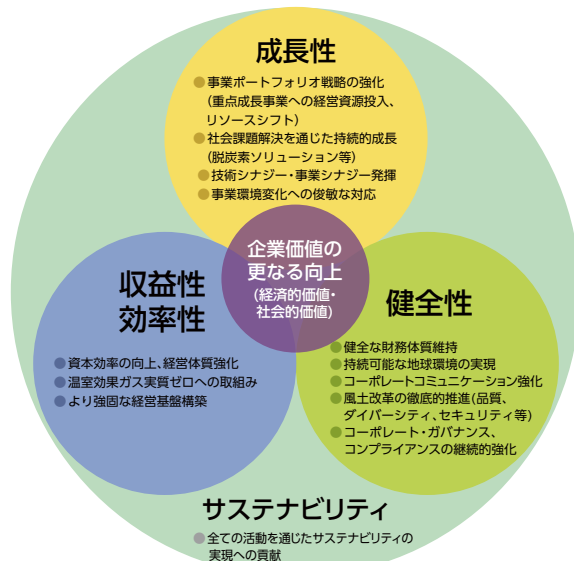 成長性
●事業ポートフォリオ戦略の強化
(重点成長事業への経営資源投入、
リソースシフト)
●社会課題解決を通じた持続的成長
(脱炭素ソリューション等)
●技術シナジー・事業シナジー発揮
●事業環境変化への俊敏な対応
企業価値の
更なる向上
(経済的価値・
社会的価値)
収益性
効率性
●資本効率の向上、経営体質強化
●温室効果ガス実質ゼロへの取組み
●より強固な経営基盤構築
健全性
●健全な財務体質維持
●持続可能な地球環境の実現
●コーポレートコミュニケーション強化
●風土改革の徹底的推進(品質、
ダイバーシティ、セキュリティ等)
●コーポレート・ガバナンス、
コンプライアンスの継続的強化
サステナビリティ
●全ての活動を通じたサステナビリティの
実現への貢献